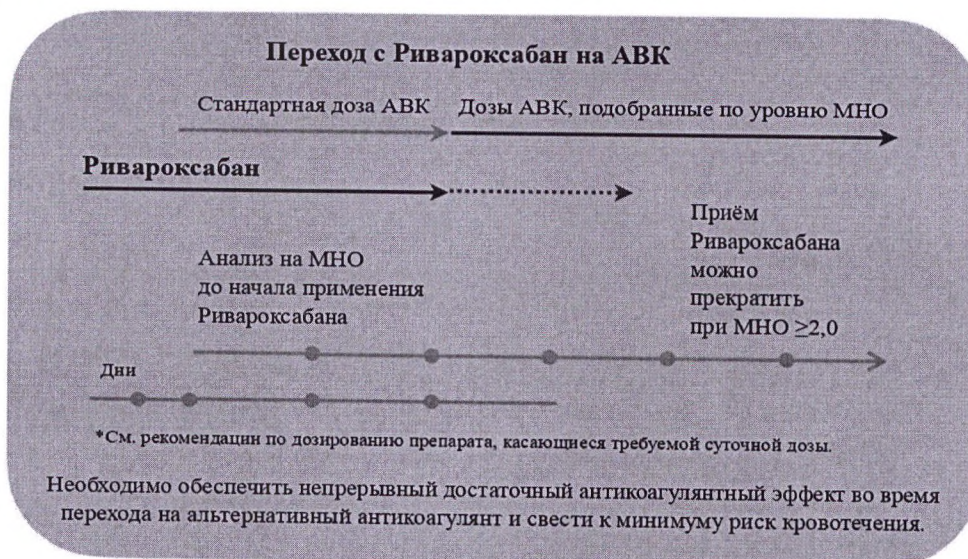 Переход с Ривароксабан на АВК
Стандартная доза АВК
Дозы АВК, подобранные по уровню МНО
Ривароксабан
Приём
Ривароксабана
можно
прекратить
при МНО ≥2,0
Анализ на МНО
до начала применения
Ривароксабана
Дни
*См. рекомендации по дозированию препарата, касающиеся требуемой суточной дозы.
Необходимо обеспечить непрерывный достаточный антикоагулянтный эффект во время
перехода на альтернативный антикоагулянт и свести к минимуму риск кровотечения.